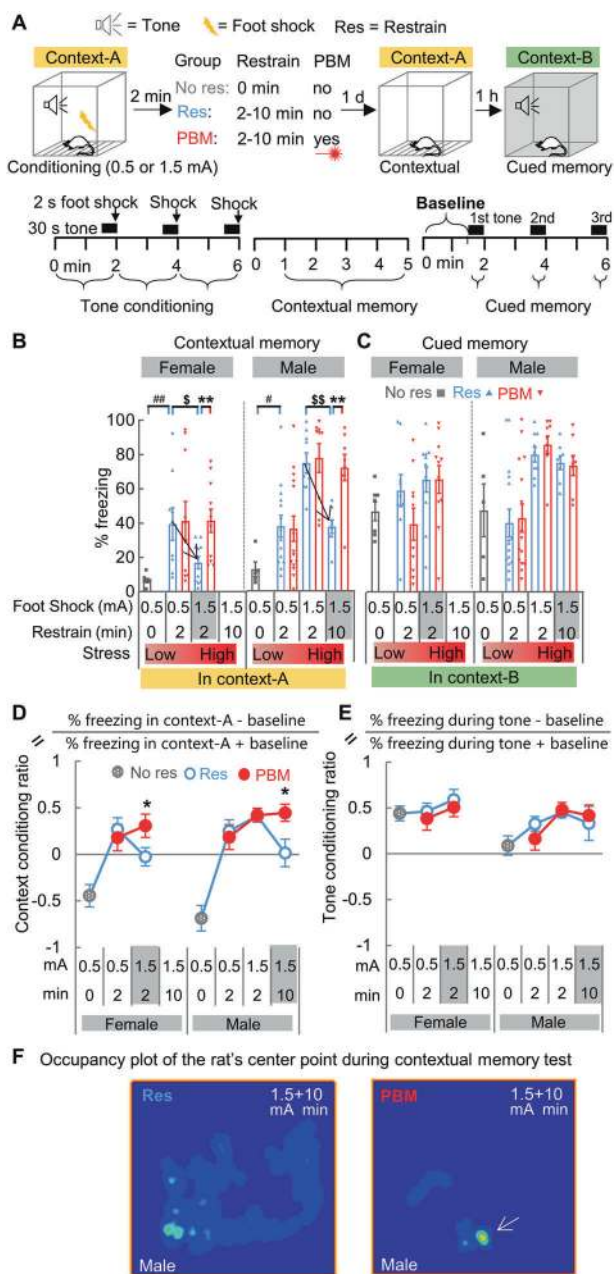 A
= Tone = Foot shock Res = Restrain
Context-A Context-A Context-B
2 min
Group Restrain PBM
No res: 0 min no
Res: 2-10 min no
PBM: 2-10 min yes
1 d
1 h
Conditioning (0.5 or 1.5 mA) Contextual Cued memory
2 s foot shock Shock Shock
30 s tone
0 min 2 4 6
Tone conditioning
0 1 2 3 4 5
Contextual memory
Baseline
1st tone 2nd 3rd
0 min 2 4 6
Cued memory
B Contextual memory
Female Male
## $ ** # $$ **
C Cued memory
Female Male
No res Res PBM
% freezing
100
80
60
40
20
0
Foot Shock (mA) 0.5 0.5 1.5 1.5 0.5 0.5 1.5 1.5 0.5 0.5 1.5 1.5 0.5 0.5 1.5 1.5
Restrain (min) 0 2 2 10 0 2 2 10 0 2 2 10 0 2 2 10
Stress Low High Low High Low High Low High
In context-A In context-B
D
% freezing in context-A - baseline
% freezing in context-A + baseline
=
No res Res PBM
Context conditiong ratio
1
0.5
0
-0.5
-1
* *
mA 0.5 0.5 1.5 1.5 0.5 0.5 1.5 1.5
min 0 2 2 10 0 2 2 10
Female Male
E
% freezing during tone - baseline
% freezing during tone + baseline
=
Tone conditioning ratio
1
0.5
0
-0.5
-1
mA 0.5 0.5 1.5 1.5 0.5 0.5 1.5 1.5
min 0 2 2 10 0 2 2 10
Female Male
F Occupancy plot of the rat's center point during contextual memory test
Res 1.5+10
mA min
Male
PBM 1.5+10
mA min
Male